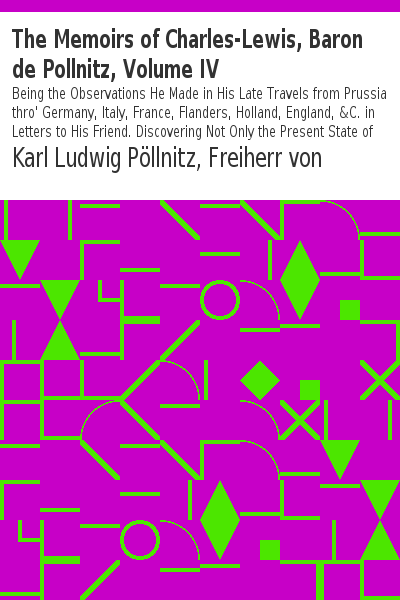 The Memoirs of Charles-Lewis, Baron
de Pollnitz, Volume IV
Being the Observations He Made in His Late Travels from Prussia
thro' Germany, Italy, France, Flanders, Holland, England, &C. in
Letters to His Friend. Discovering Not Only the Present State of
Karl Ludwig Pöllnitz, Freiherr von